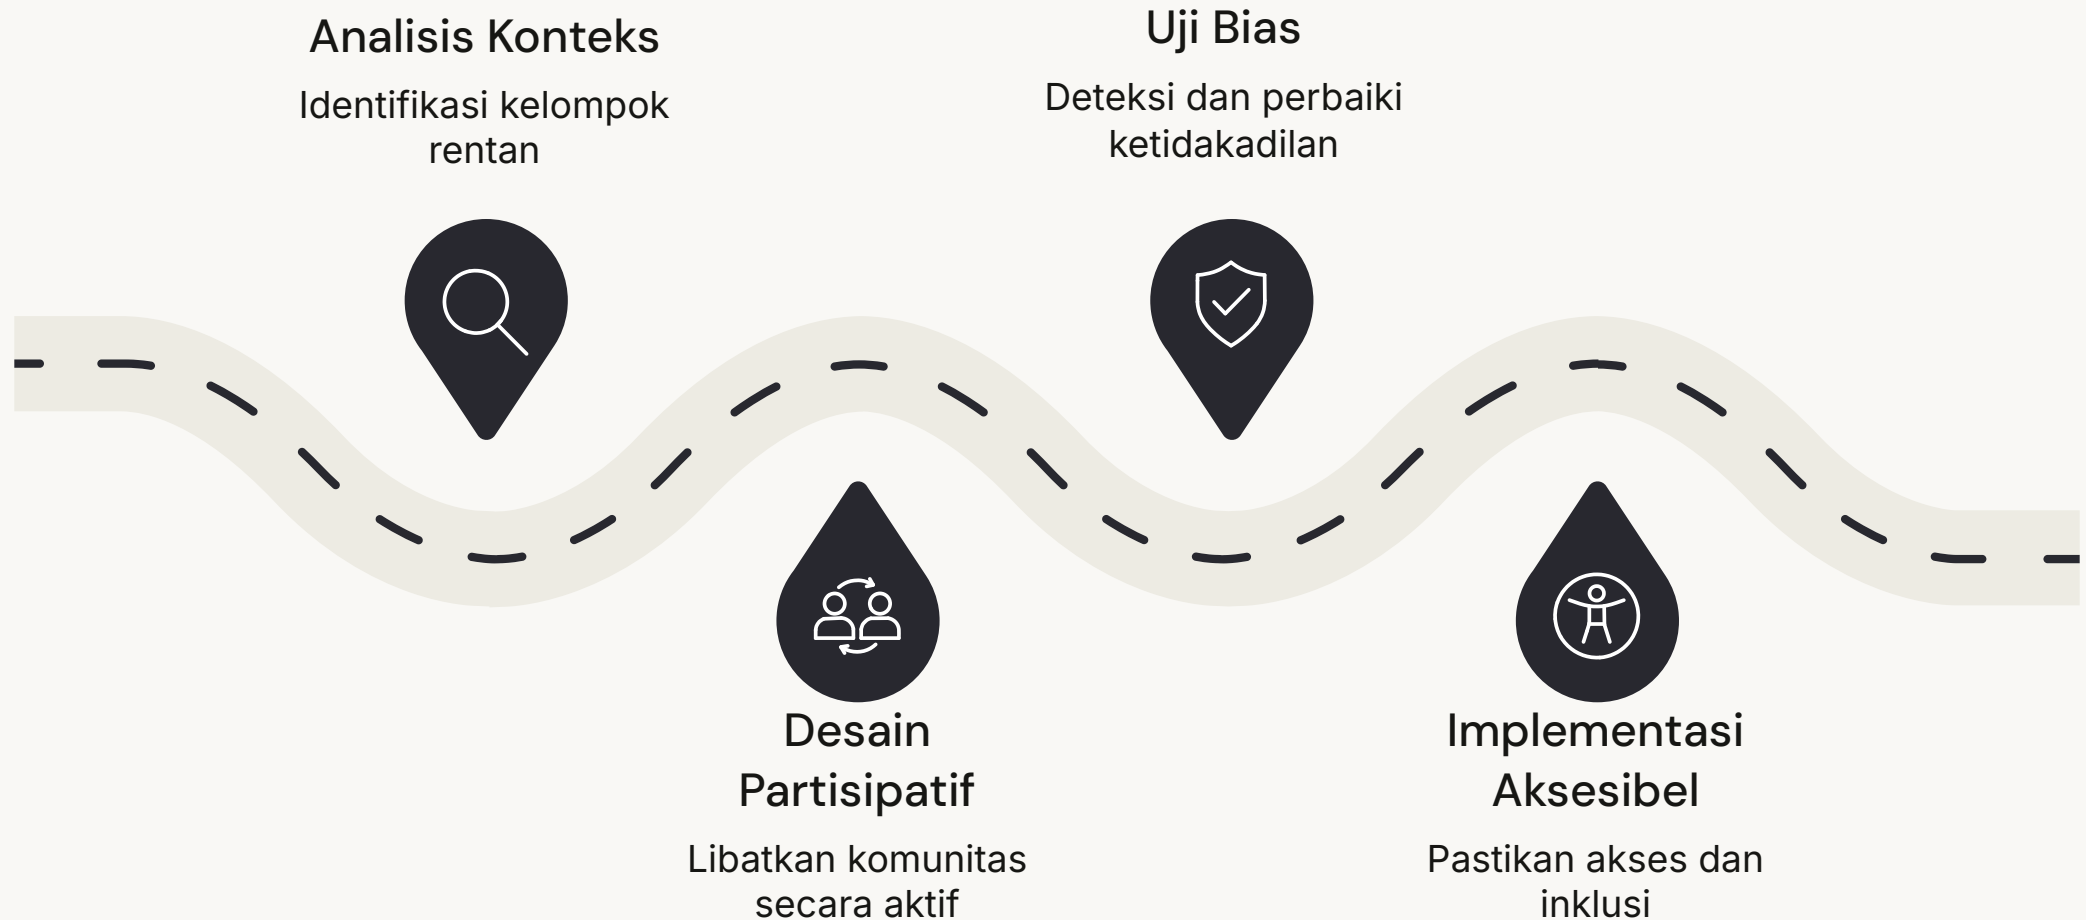 Analisis Konteks
Identifikasi kelompok
rentan
Uji Bias
Deteksi dan perbaiki
ketidakadilan
Desain
Partisipatif
Libatkan komunitas
secara aktif
Implementasi
Aksesibel
Pastikan akses dan
inklusi